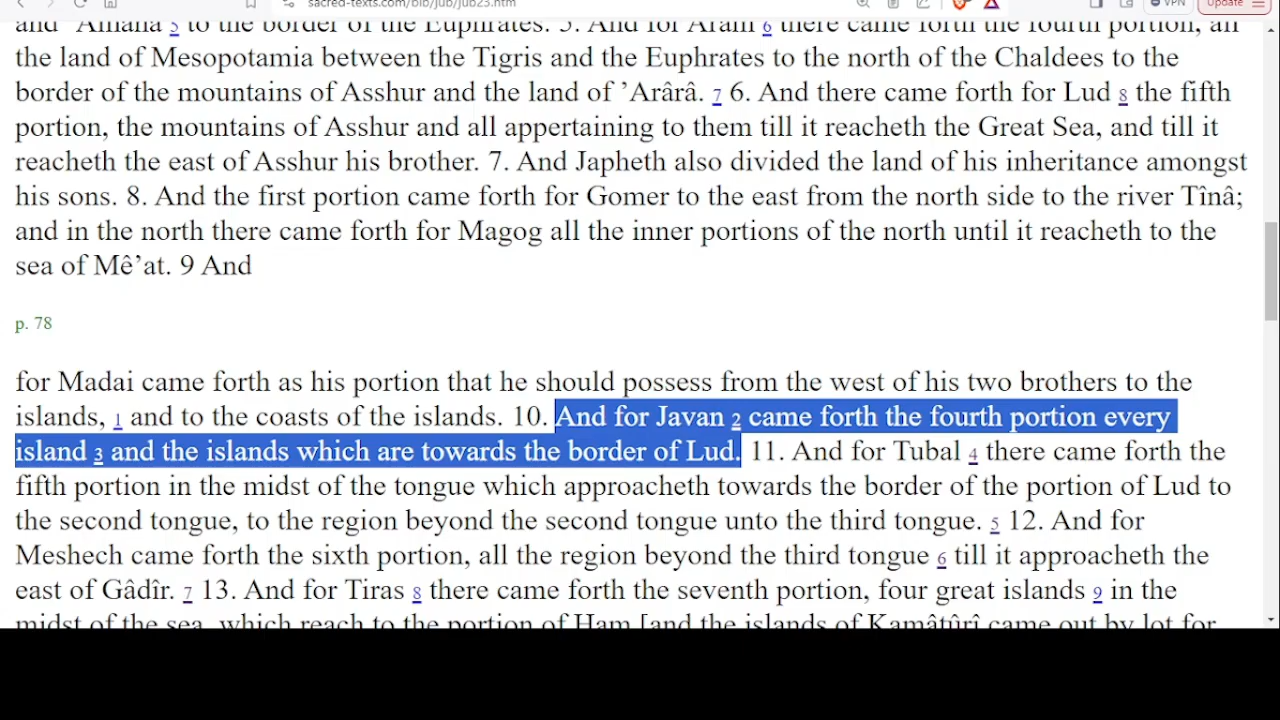 sacred-texts.com/bib/jub/jub23.htm
VPN
Update
and ’Amana 5 to the border of the Euphrates. 5. And for Aram 6 there came forth the fourth portion, all
the land of Mesopotamia between the Tigris and the Euphrates to the north of the Chaldees to the
border of the mountains of Asshur and the land of ’Arârâ. 7 6. And there came forth for Lud 8 the fifth
portion, the mountains of Asshur and all appertaining to them till it reacheth the Great Sea, and till it
reacheth the east of Asshur his brother. 7. And Japheth also divided the land of his inheritance amongst
his sons. 8. And the first portion came forth for Gomer to the east from the north side to the river Tînâ;
and in the north there came forth for Magog all the inner portions of the north until it reacheth to the
sea of Mê’at. 9 And
p. 78
for Madai came forth as his portion that he should possess from the west of his two brothers to the
islands, 1 and to the coasts of the islands. 10. And for Javan 2 came forth the fourth portion every
island 3 and the islands which are towards the border of Lud. 11. And for Tubal 4 there came forth the
fifth portion in the midst of the tongue which approacheth towards the border of the portion of Lud to
the second tongue, to the region beyond the second tongue unto the third tongue. 5 12. And for
Meshech came forth the sixth portion, all the region beyond the third tongue 6 till it approacheth the
east of Gâdîr. 7 13. And for Tiras 8 there came forth the seventh portion, four great islands 9 in the
midst of the sea, which reach to the portion of Ham [and the islands of Kamâtûrî came out by lot for